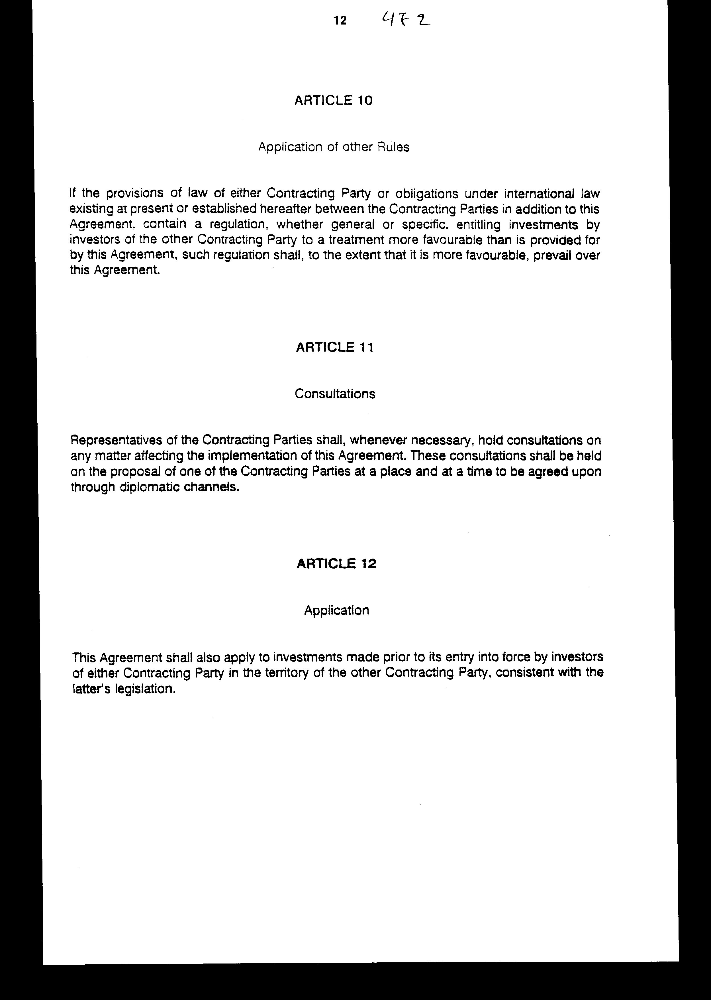 12 472
ARTICLE 10
Application of other Rules
If the provisions of law of either Contracting Party or obligations under international law
existing at present or established hereafter between the Contracting Parties in addition to this
Agreement, contain a regulation, whether general or specific, entitling investments by
investors of the other Contracting Party to a treatment more favourable than is provided for
by this Agreement, such regulation shall, to the extent that it is more favourable, prevail over
this Agreement.
ARTICLE 11
Consultations
Representatives of the Contracting Parties shall, whenever necessary, hold consultations on
any matter affecting the implementation of this Agreement. These consultations shall be held
on the proposal of one of the Contracting Parties at a place and at a time to be agreed upon
through diplomatic channels.
ARTICLE 12
Application
This Agreement shall also apply to investments made prior to its entry into force by investors
of either Contracting Party in the territory of the other Contracting Party, consistent with the
latter's legislation.